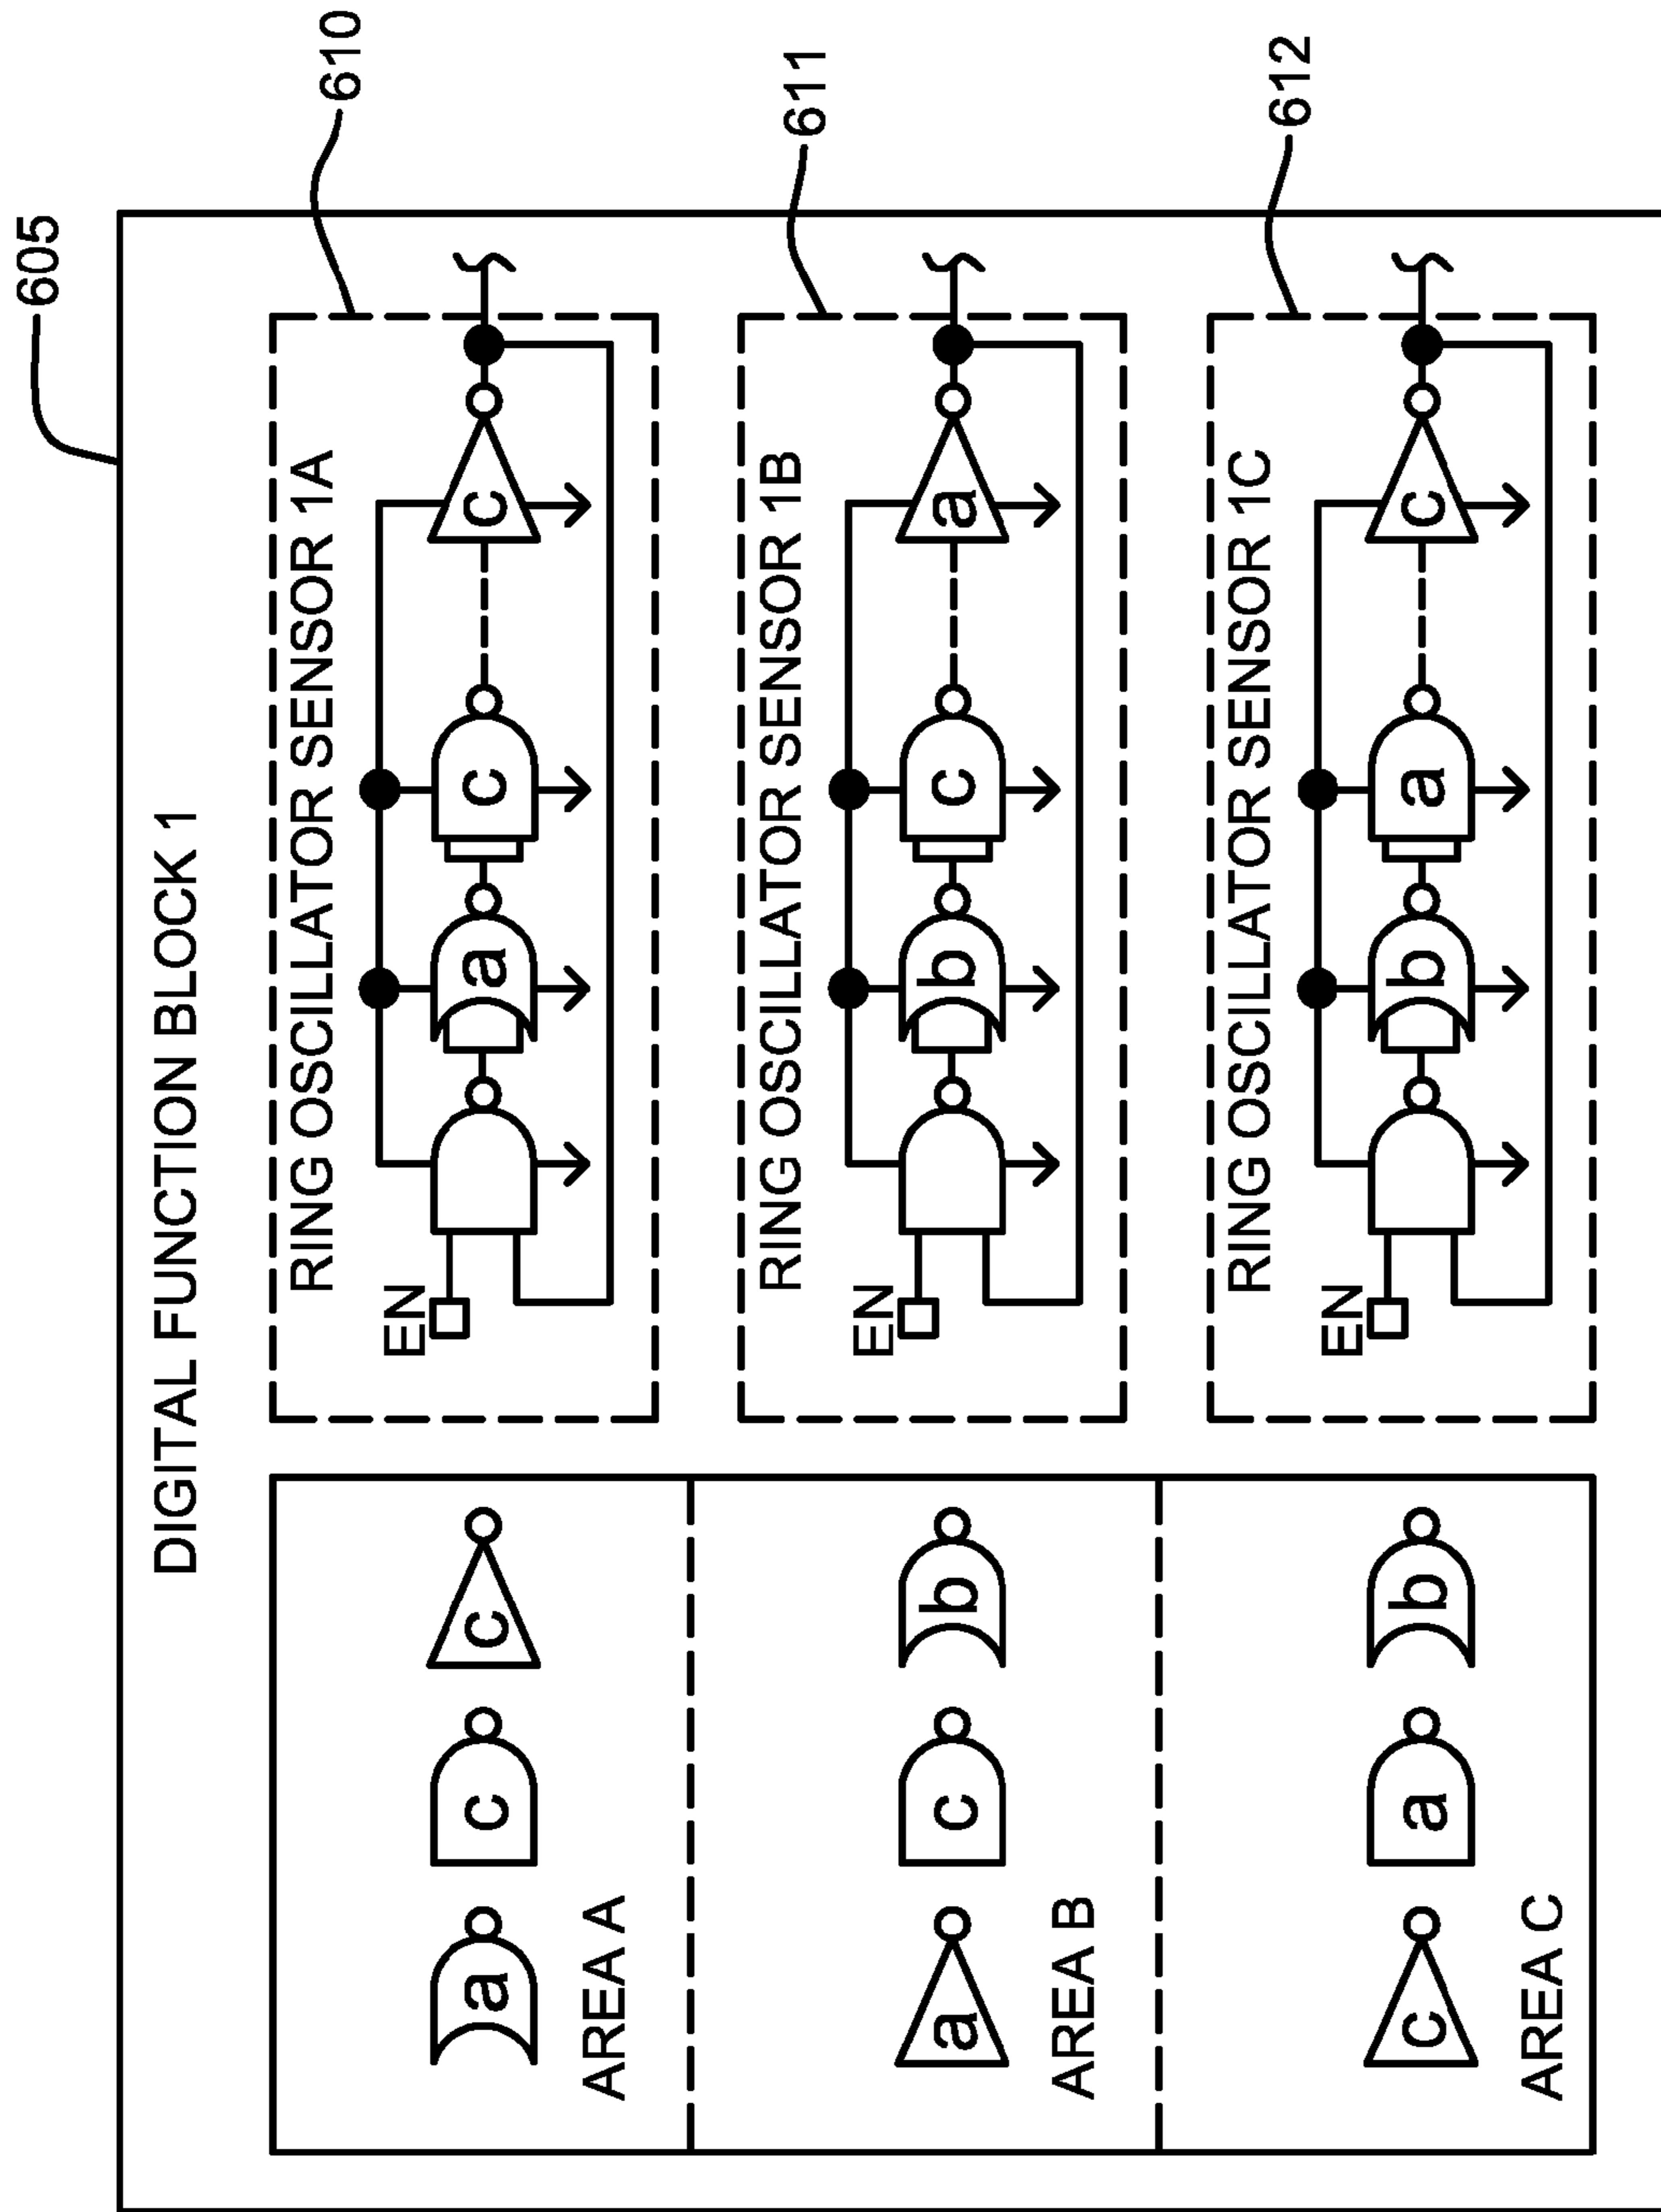 605
DIGITAL FUNCTION BLOCK 1
a
c
c
AREA A
a
c
b
AREA B
c
a
b
AREA C
RING OSCILLATOR SENSOR 1A
610
EN
a
c
c
RING OSCILLATOR SENSOR 1B
611
EN
b
c
a
RING OSCILLATOR SENSOR 1C
612
EN
b
a
c